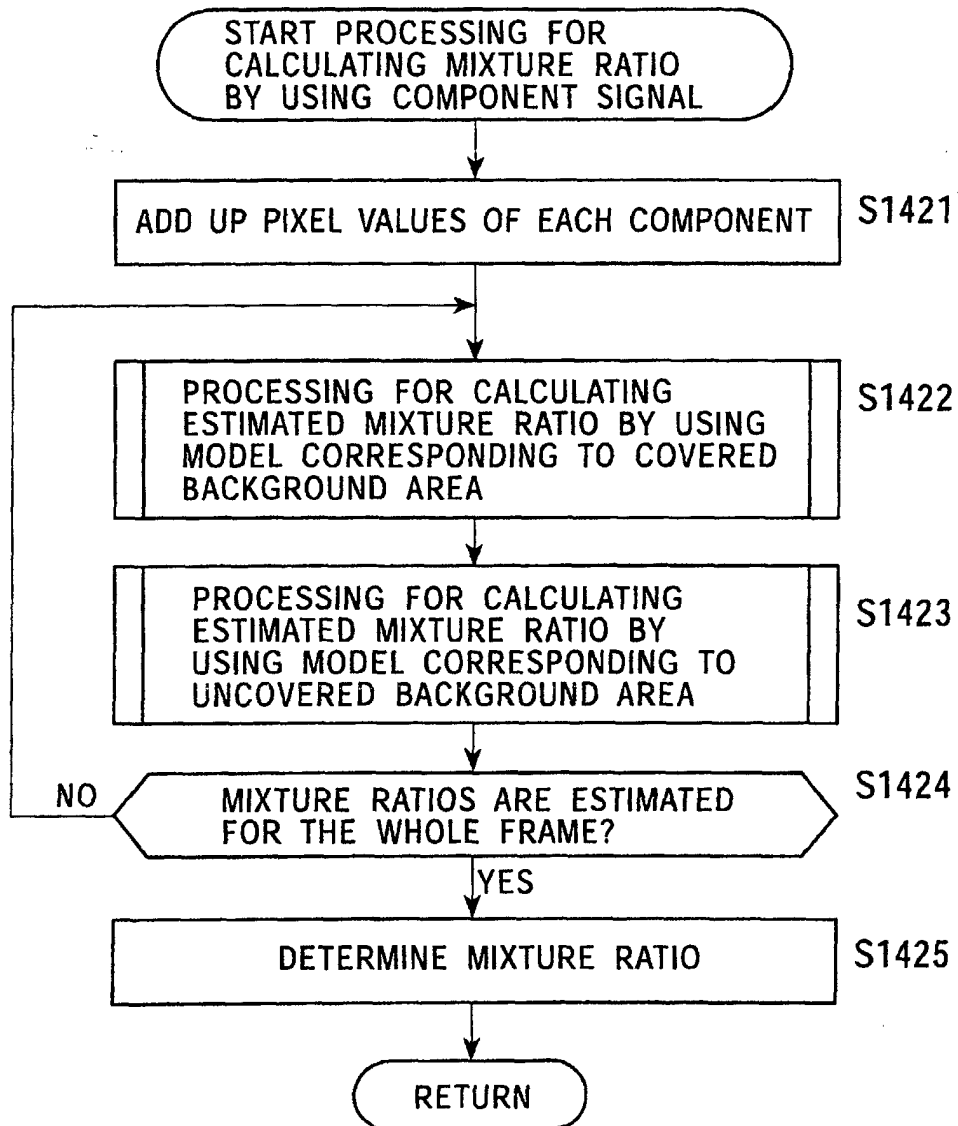 START PROCESSING FOR
CALCULATING MIXTURE RATIO
BY USING COMPONENT SIGNAL
ADD UP PIXEL VALUES OF EACH COMPONENT
S1421
PROCESSING FOR CALCULATING
ESTIMATED MIXTURE RATIO BY USING
MODEL CORRESPONDING TO COVERED
BACKGROUND AREA
S1422
PROCESSING FOR CALCULATING
ESTIMATED MIXTURE RATIO BY
USING MODEL CORRESPONDING TO
UNCOVERED BACKGROUND AREA
S1423
NO
MIXTURE RATIOS ARE ESTIMATED
FOR THE WHOLE FRAME?
S1424
YES
DETERMINE MIXTURE RATIO
S1425
RETURN